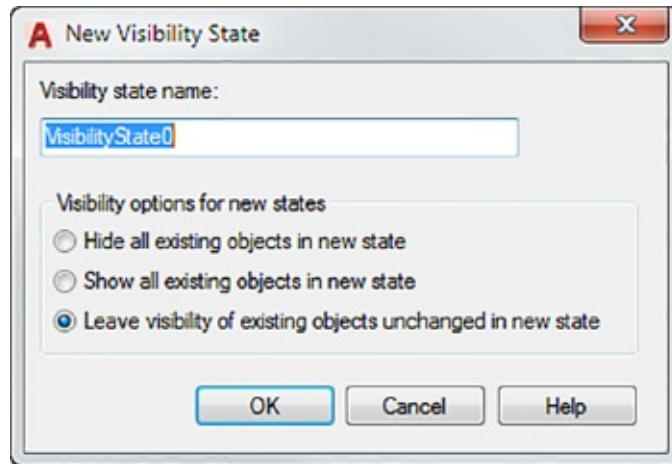 New Visibility State
Visibility state name:
VisibilityState0
Visibility options for new states
Hide all existing objects in new state
Show all existing objects in new state
Leave visibility of existing objects unchanged in new state
OK Cancel Help